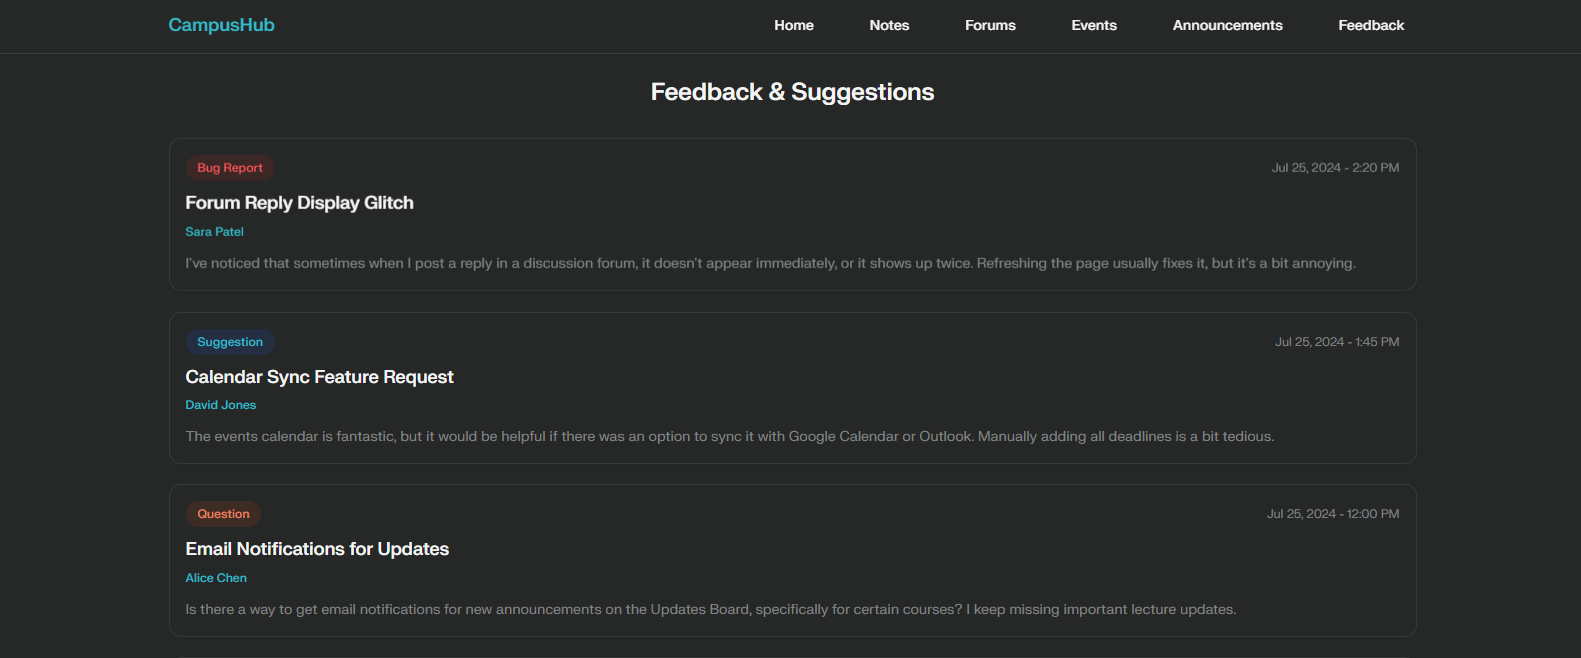 CampusHub
Home Notes Forums Events Announcements Feedback
Feedback & Suggestions
Bug Report
Jul 25, 2024 - 2:20 PM
Forum Reply Display Glitch
Sara Patel
I've noticed that sometimes when I post a reply in a discussion forum, it doesn't appear immediately, or it shows up twice. Refreshing the page usually fixes it, but it's a bit annoying.
Suggestion
Jul 25, 2024 - 1:45 PM
Calendar Sync Feature Request
David Jones
The events calendar is fantastic, but it would be helpful if there was an option to sync it with Google Calendar or Outlook. Manually adding all deadlines is a bit tedious.
Question
Jul 25, 2024 - 12:00 PM
Email Notifications for Updates
Alice Chen
Is there a way to get email notifications for new announcements on the Updates Board, specifically for certain courses? I keep missing important lecture updates.